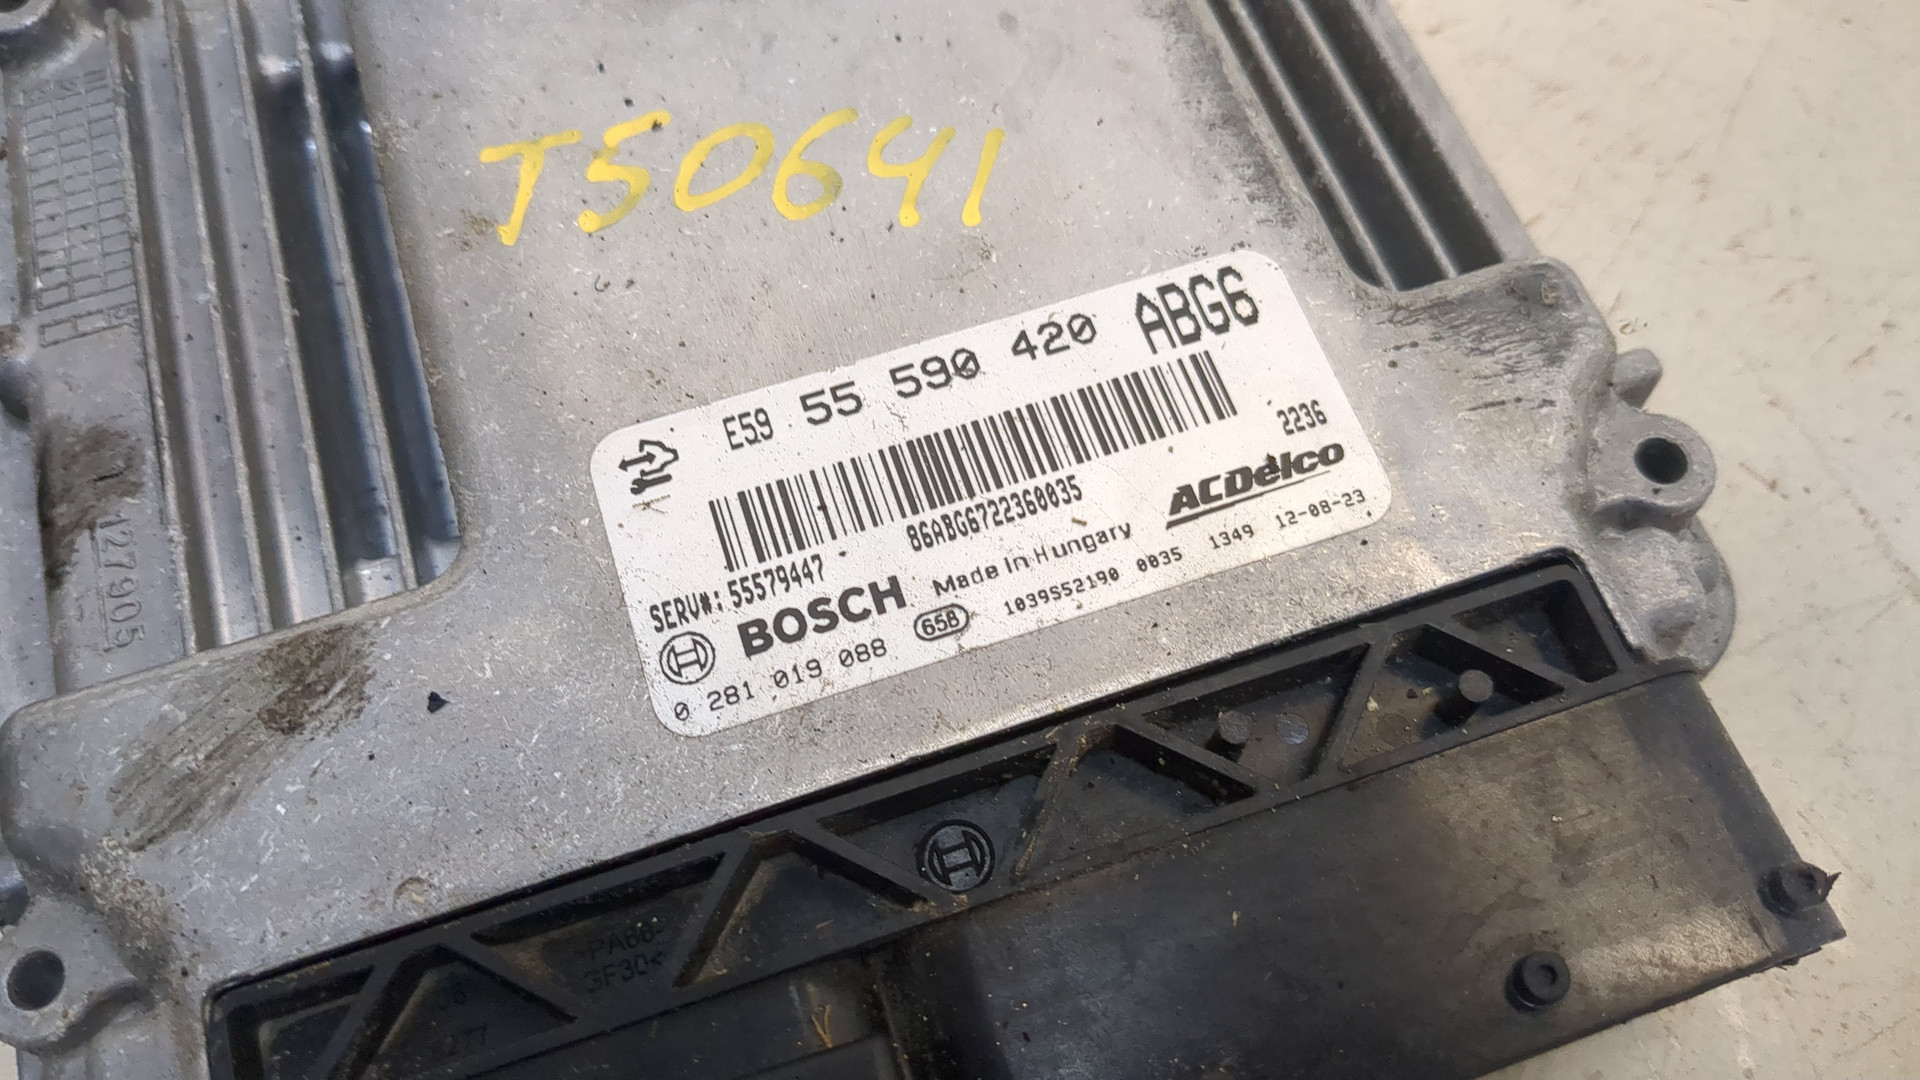 T50641
E59 55 590 420 ABG6
2236
86ABG6722360035
ACDelco
SERV#: 55579447
BOSCH Made In Hungary
0 281 019 088 658 1039S52190 0035 1349 12-08-23
127905